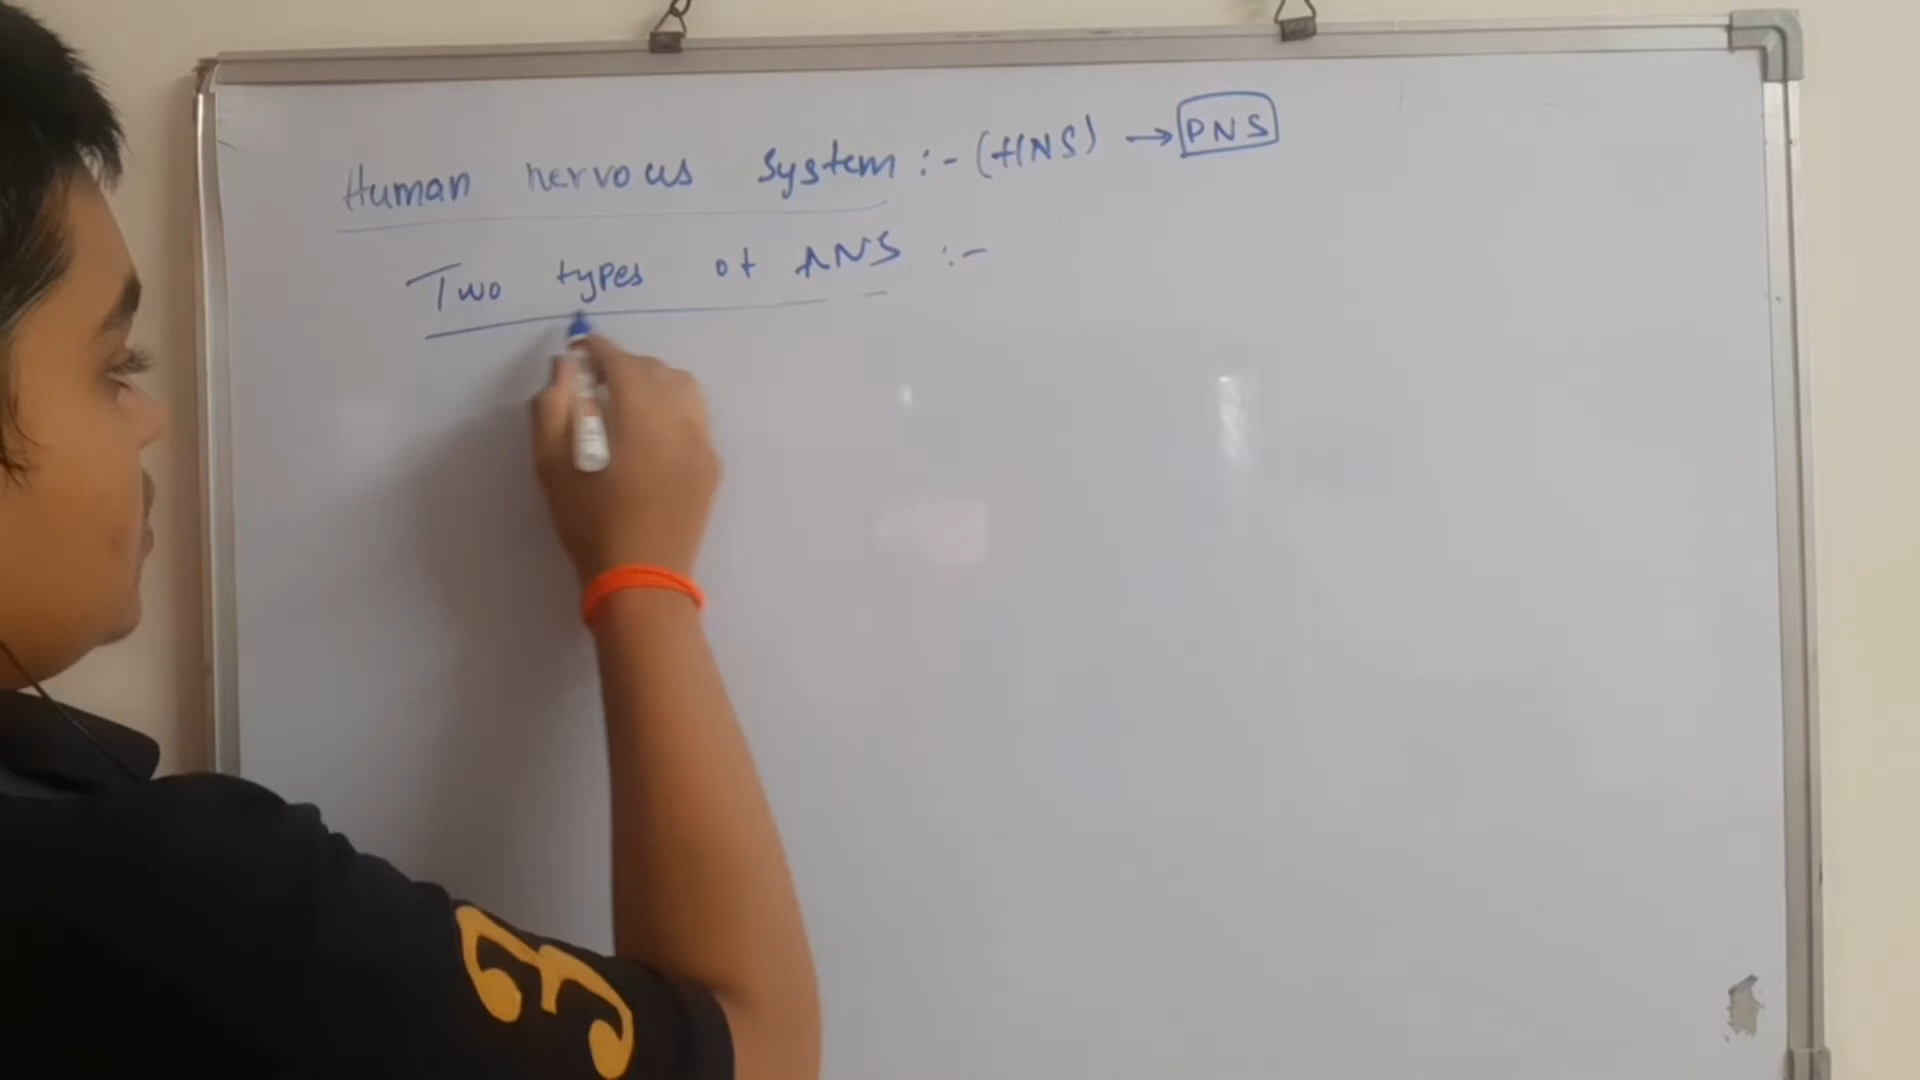 Human nervous system :- (HNS) → PNS
Two types of ANS :-